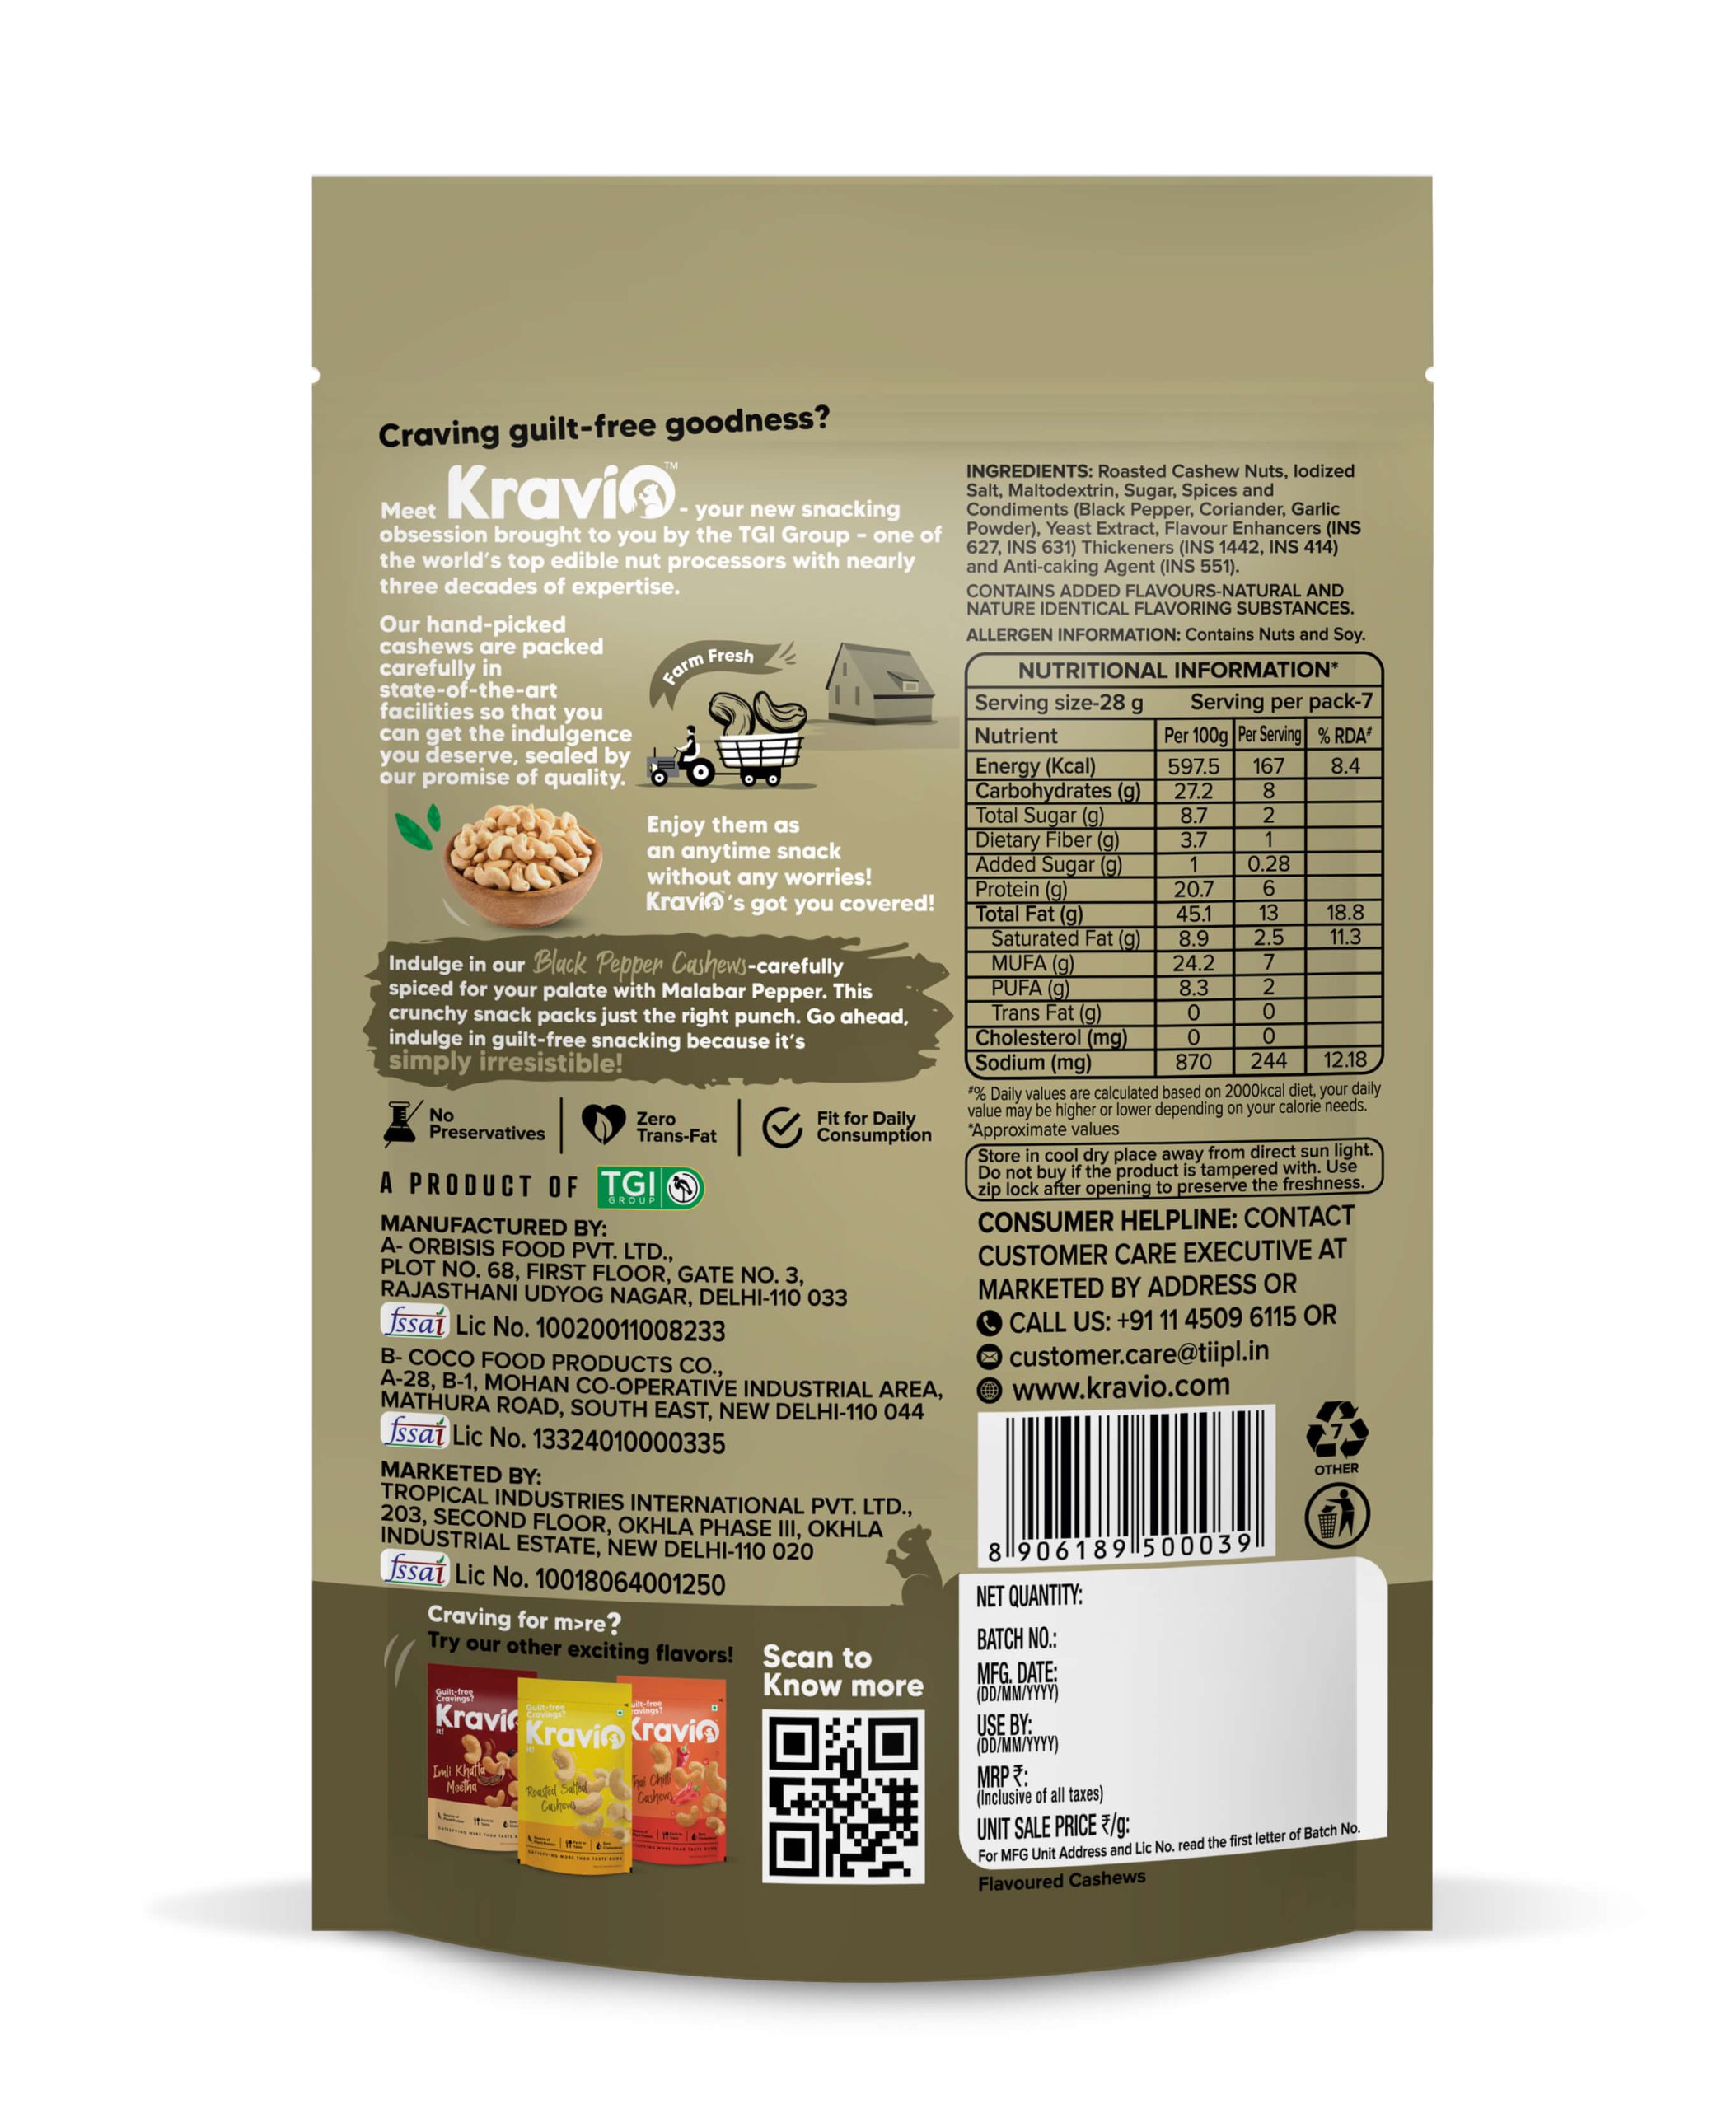 Craving guilt-free goodness?
Meet Kravio™ - your new snacking
obsession brought to you by the TGI Group - one of
the world's top edible nut processors with nearly
three decades of expertise.
Our hand-picked
cashews are packed
carefully in
state-of-the-art
facilities so that you
can get the indulgence
you deserve, sealed by
our promise of quality.
Farm Fresh
Enjoy them as
an anytime snack
without any worries!
Kravio's got you covered!
Indulge in our Black Pepper Cashews-carefully
spiced for your palate with Malabar Pepper. This
crunchy snack packs just the right punch. Go ahead,
indulge in guilt-free snacking because it's
simply irresistible!
No
Preservatives
Zero
Trans-Fat
Fit for Daily
Consumption
A PRODUCT OF TGI GROUP
MANUFACTURED BY:
A- ORBISIS FOOD PVT. LTD.,
PLOT NO. 68, FIRST FLOOR, GATE NO. 3,
RAJASTHANI UDYOG NAGAR, DELHI-110 033
fssai Lic No. 10020011008233
B- COCO FOOD PRODUCTS CO.,
A-28, B-1, MOHAN CO-OPERATIVE INDUSTRIAL AREA,
MATHURA ROAD, SOUTH EAST, NEW DELHI-110 044
fssai Lic No. 13324010000335
MARKETED BY:
TROPICAL INDUSTRIES INTERNATIONAL PVT. LTD.,
203, SECOND FLOOR, OKHLA PHASE III, OKHLA
INDUSTRIAL ESTATE, NEW DELHI-110 020
fssai Lic No. 10018064001250
Craving for m>re?
Try our other exciting flavors!
Guilt-free
Cravings?
Kravio
it!
Imli Khatta
Meetha
Guilt-free
Cravings?
Kravio
it!
Roasted Salted
Cashews
Kravio
Thai Chilli
Cashews
Scan to
Know more
INGREDIENTS: Roasted Cashew Nuts, Iodized
Salt, Maltodextrin, Sugar, Spices and
Condiments (Black Pepper, Coriander, Garlic
Powder), Yeast Extract, Flavour Enhancers (INS
627, INS 631) Thickeners (INS 1442, INS 414)
and Anti-caking Agent (INS 551).
CONTAINS ADDED FLAVOURS-NATURAL AND
NATURE IDENTICAL FLAVORING SUBSTANCES.
ALLERGEN INFORMATION: Contains Nuts and Soy.
NUTRITIONAL INFORMATION*
Serving size-28 g Serving per pack-7
Nutrient Per 100g Per Serving % RDA#
Energy (Kcal) 597.5 167 8.4
Carbohydrates (g) 27.2 8
Total Sugar (g) 8.7 2
Dietary Fiber (g) 3.7 1
Added Sugar (g) 1 0.28
Protein (g) 20.7 6
Total Fat (g) 45.1 13 18.8
Saturated Fat (g) 8.9 2.5 11.3
MUFA (g) 24.2 7
PUFA (g) 8.3 2
Trans Fat (g) 0 0
Cholesterol (mg) 0 0
Sodium (mg) 870 244 12.18
#% Daily values are calculated based on 2000kcal diet, your daily
value may be higher or lower depending on your calorie needs.
*Approximate values
Store in cool dry place away from direct sun light.
Do not buy if the product is tampered with. Use
zip lock after opening to preserve the freshness.
CONSUMER HELPLINE: CONTACT
CUSTOMER CARE EXECUTIVE AT
MARKETED BY ADDRESS OR
CALL US: +91 11 4509 6115 OR
customer.care@tiipl.in
www.kravio.com
8 906189 500039
7
OTHER
NET QUANTITY:
BATCH NO.:
MFG. DATE:
(DD/MM/YYYY)
USE BY:
(DD/MM/YYYY)
MRP ₹:
(Inclusive of all taxes)
UNIT SALE PRICE ₹/g:
For MFG Unit Address and Lic No. read the first letter of Batch No.
Flavoured Cashews